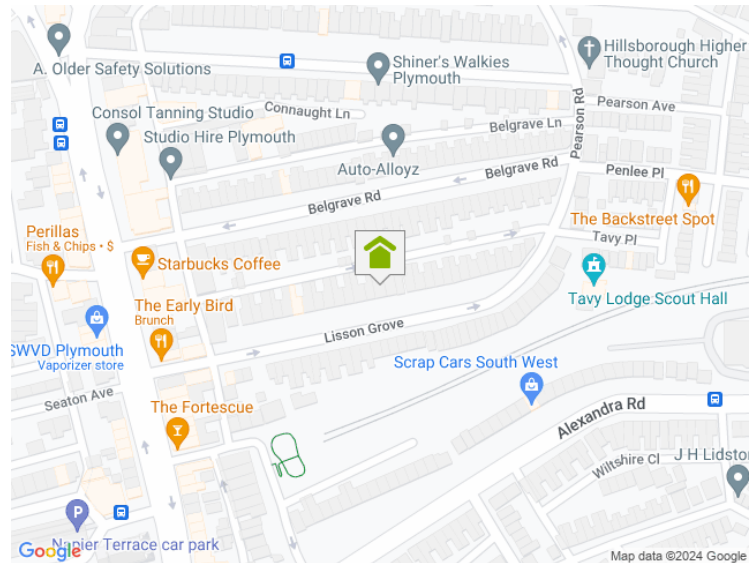 Shiner's Walkies
Plymouth
Hillsborough Higher
Thought Church
A. Older Safety Solutions
Pearson Ave
Connaught Ln
Consol Tanning Studio
Studio Hire Plymouth
Belgrave Ln
Pearson Rd
Auto-Alloyz
Belgrave Rd
Penlee Pl
Belgrave Rd
The Backstreet Spot
Perillas
Fish & Chips • $
Tavy Pl
Starbucks Coffee
The Early Bird
Brunch
Tavy Lodge Scout Hall
Lisson Grove
SWVD Plymouth
Vaporizer store
Scrap Cars South West
Seaton Ave
The Fortescue
Alexandra Rd
Wiltshire Cl
J H Lidston
P
Napier Terrace car park
Google
Map data ©2024 Google